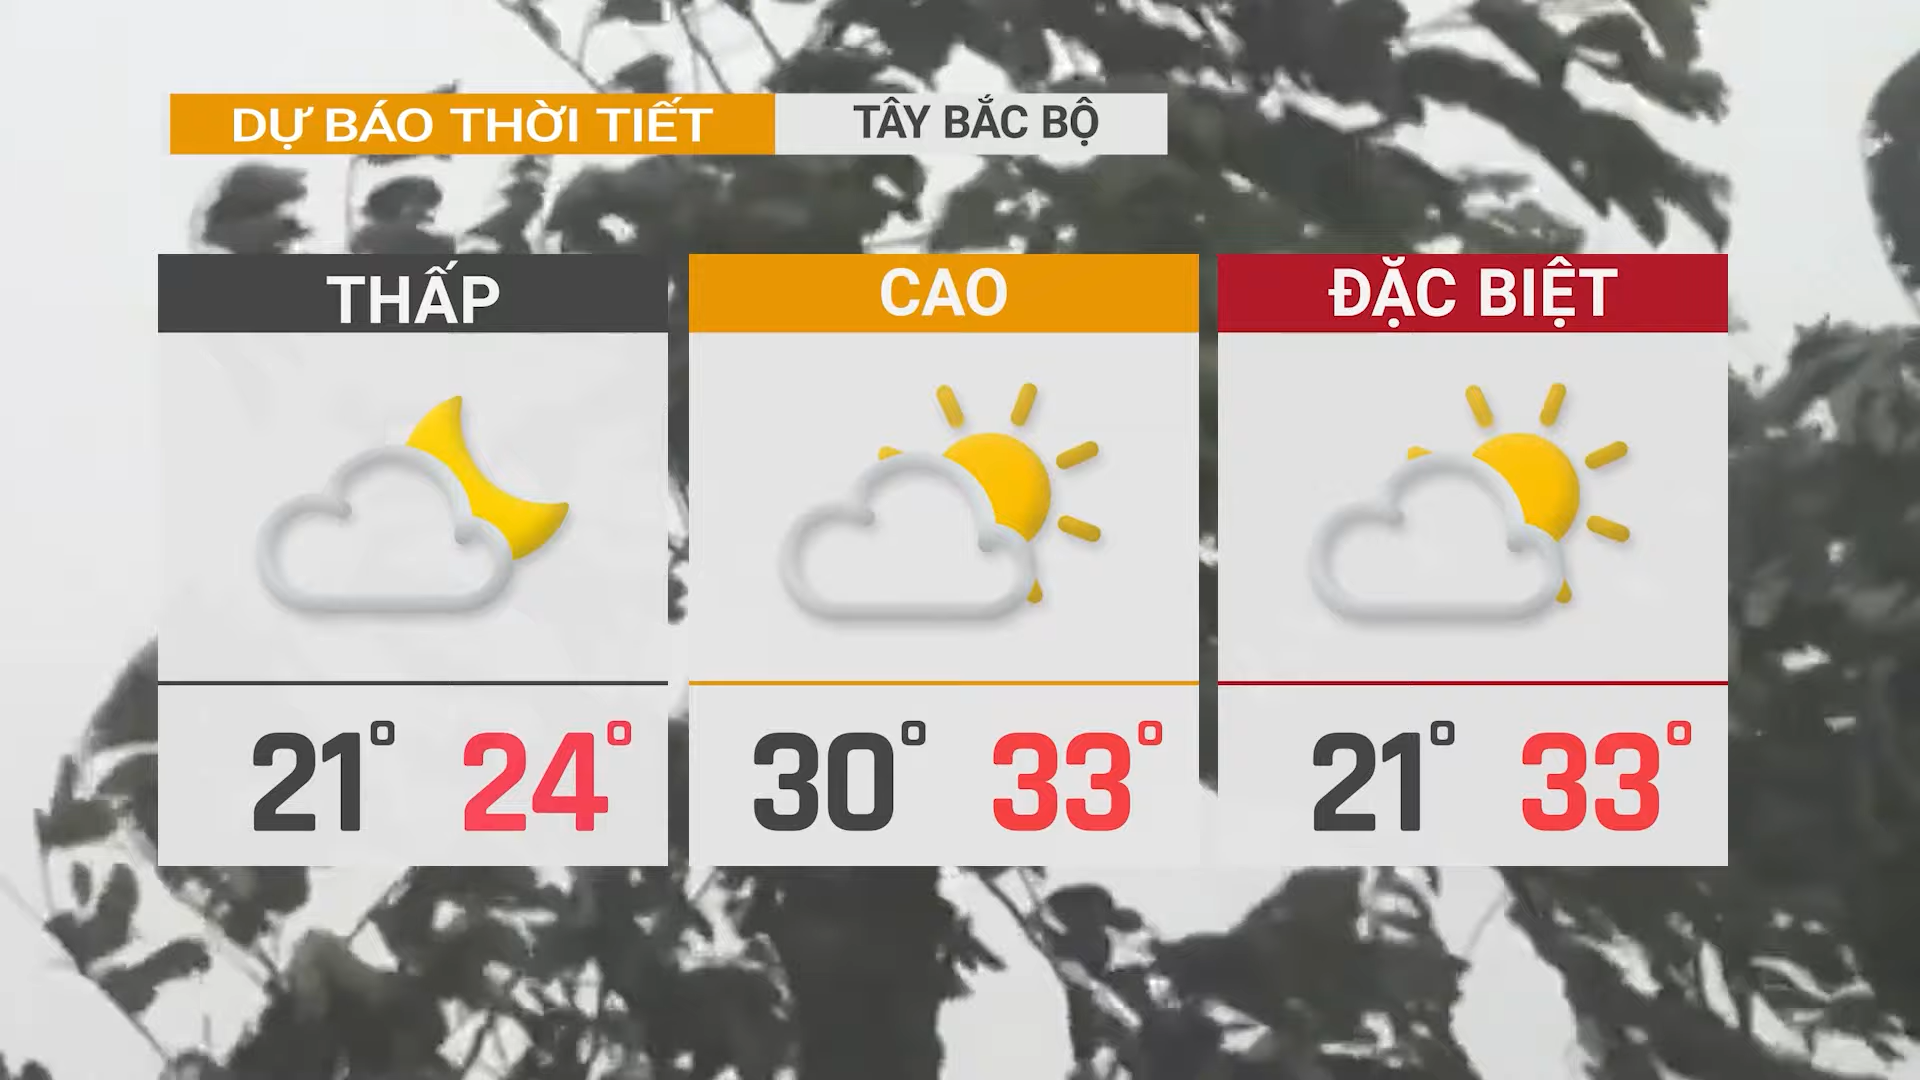 DỰ BÁO THỜI TIẾT TÂY BẮC BỘ
THẤP CAO ĐẶC BIỆT
21° 24° 30° 33° 21° 33°